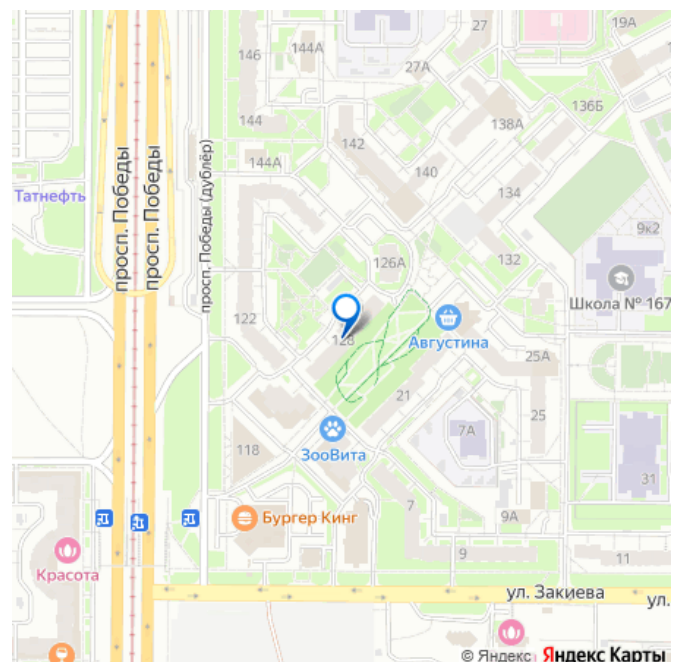 27
19А
144А
146
27А
136Б
144
138А
142
144А
140
134
просп. Победы
просп. Победы
просп. Победы (дублёр)
Татнефть
9к2
132
126А
Школа № 167
122
128
Августина
25А
21
25
118
7А
ЗооВита
31
7
9А
Бургер Кинг
9
11
Красота
ул. Закиева
ул.
© Яндекс Яндекс Карты